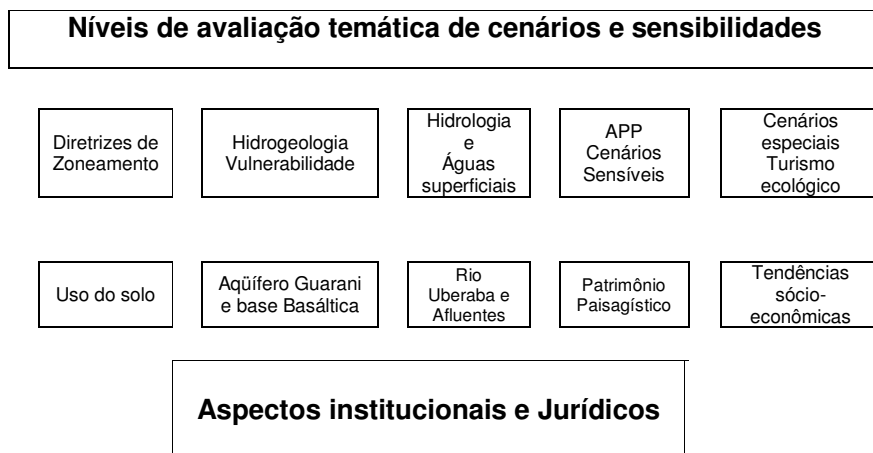 Níveis de avaliação temática de cenários e sensibilidades
Diretrizes de
Zoneamento
Hidrogeologia
Vulnerabilidade
Hidrologia
e
Águas
superficiais
APP
Cenários
Sensíveis
Cenários
especiais
Turismo
ecológico
Uso do solo
Aqüífero Guarani
e base Basáltica
Rio
Uberaba e
Afluentes
Patrimônio
Paisagístico
Tendências
sócio-
econômicas
Aspectos institucionais e Jurídicos